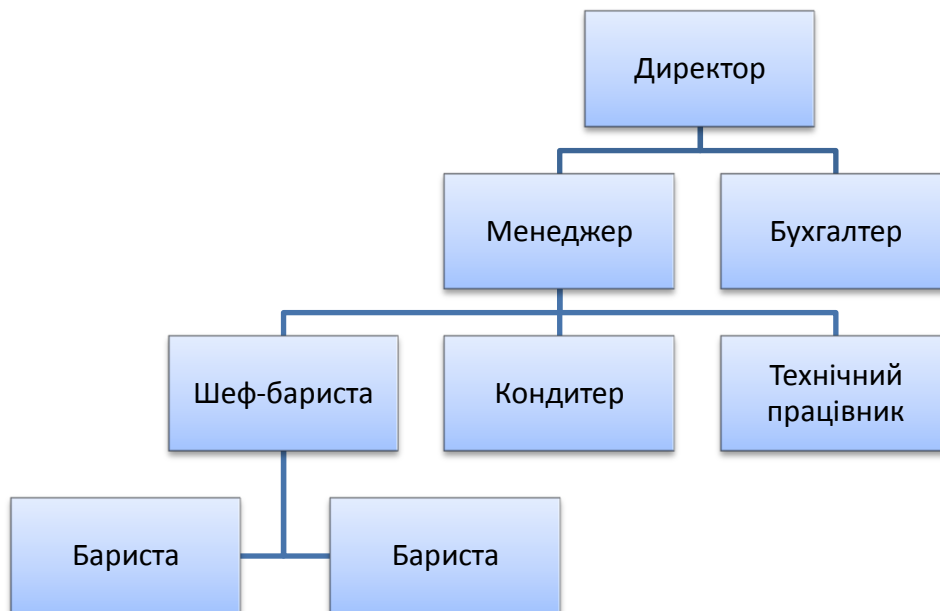 Директор
Менеджер
Бухгалтер
Шеф-бариста
Кондитер
Технічний
працівник
Бариста
Бариста